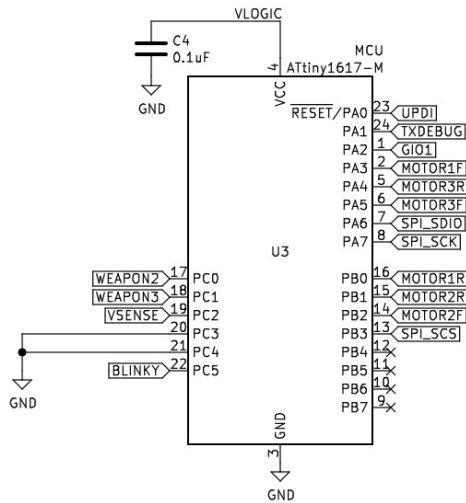 VLOGIC
C4
0.1uF
GND
MCU
ATtiny1617-M
4
VCC
RESET/PA0 23 UPDI
PA1 24 TXDEBUG
PA2 1 GIO1
PA3 2 MOTOR1F
PA4 5 MOTOR3R
PA5 6 MOTOR3F
PA6 7 SPI_SDIO
PA7 8 SPI_SCK
U3
WEAPON2 17 PC0 PB0 16 MOTOR1R
WEAPON3 18 PC1 PB1 15 MOTOR2R
VSENSE 19 PC2 PB2 14 MOTOR2F
20 PC3 PB3 13 SPI_SCS
21 PC4 PB4 12
BLINKY 22 PC5 PB5 11
PB6 10
PB7 9
GND
GND
3
GND